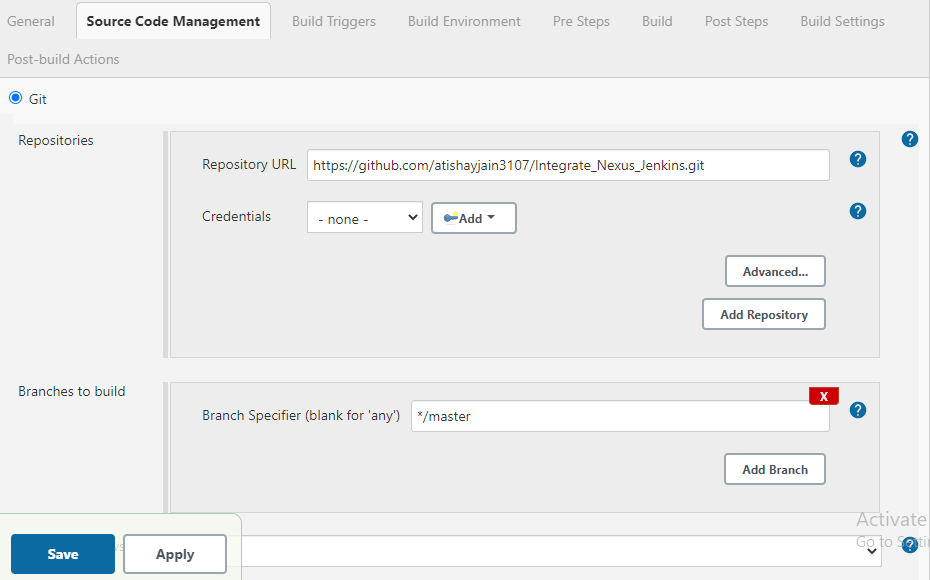 General Source Code Management Build Triggers Build Environment Pre Steps Build Post Steps Build Settings
Post-build Actions
Git
Repositories ?
Repository URL https://github.com/atishayjain3107/Integrate_Nexus_Jenkins.git ?
Credentials - none - Add ?
Advanced...
Add Repository
Branches to build
X
Branch Specifier (blank for 'any') */master ?
Add Branch
Activate
Go to Setti
Save Apply ?